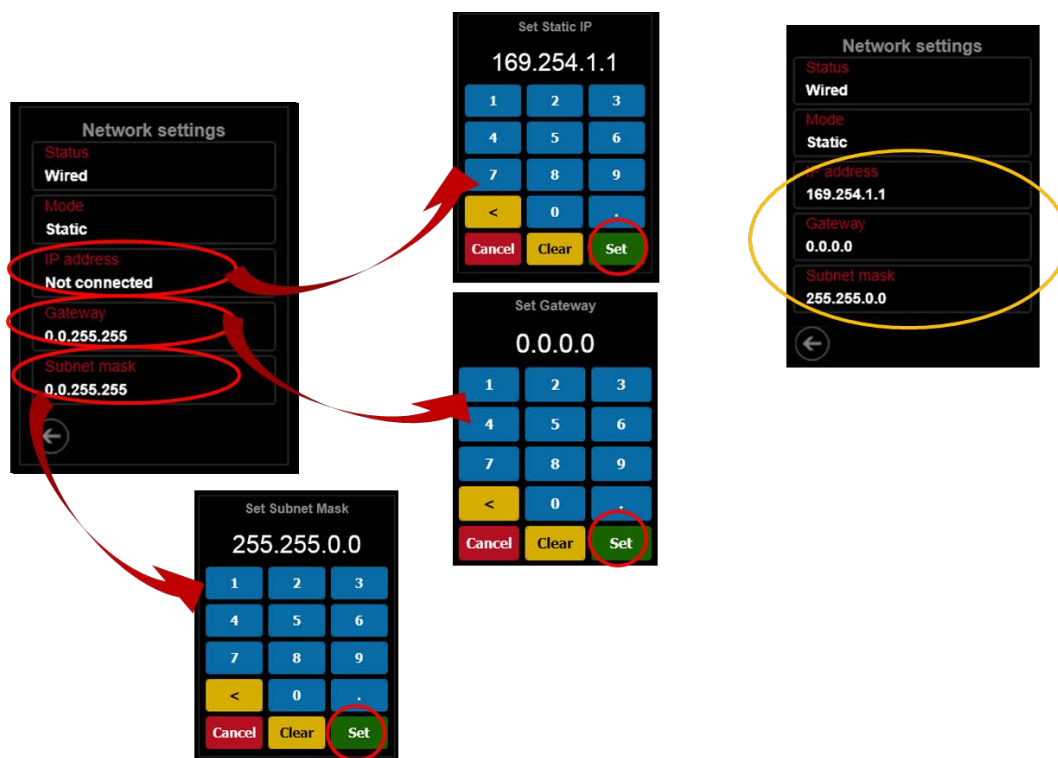 Network settings
Status
Wired
Mode
Static
IP address
Not connected
Gateway
0.0.255.255
Subnet mask
0.0.255.255
Set Static IP
169.254.1.1
1 2 3
4 5 6
7 8 9
< 0 .
Cancel Clear Set
Set Gateway
0.0.0.0
1 2 3
4 5 6
7 8 9
< 0 .
Cancel Clear Set
Set Subnet Mask
255.255.0.0
1 2 3
4 5 6
7 8 9
< 0 .
Cancel Clear Set
Network settings
Status
Wired
Mode
Static
IP address
169.254.1.1
Gateway
0.0.0.0
Subnet mask
255.255.0.0